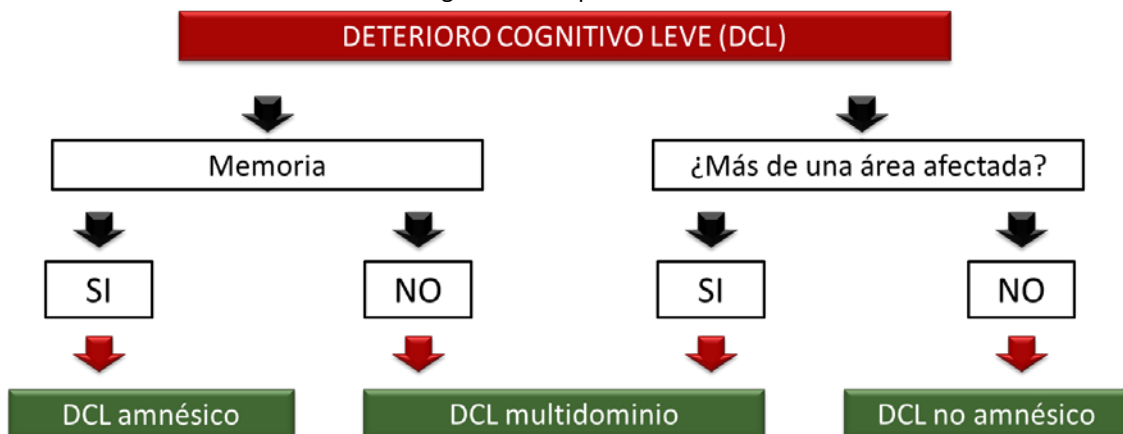 DETERIORO COGNITIVO LEVE (DCL)
Memoria
¿Más de una área afectada?
SI
NO
SI
NO
DCL amnésico
DCL multidominio
DCL no amnésico